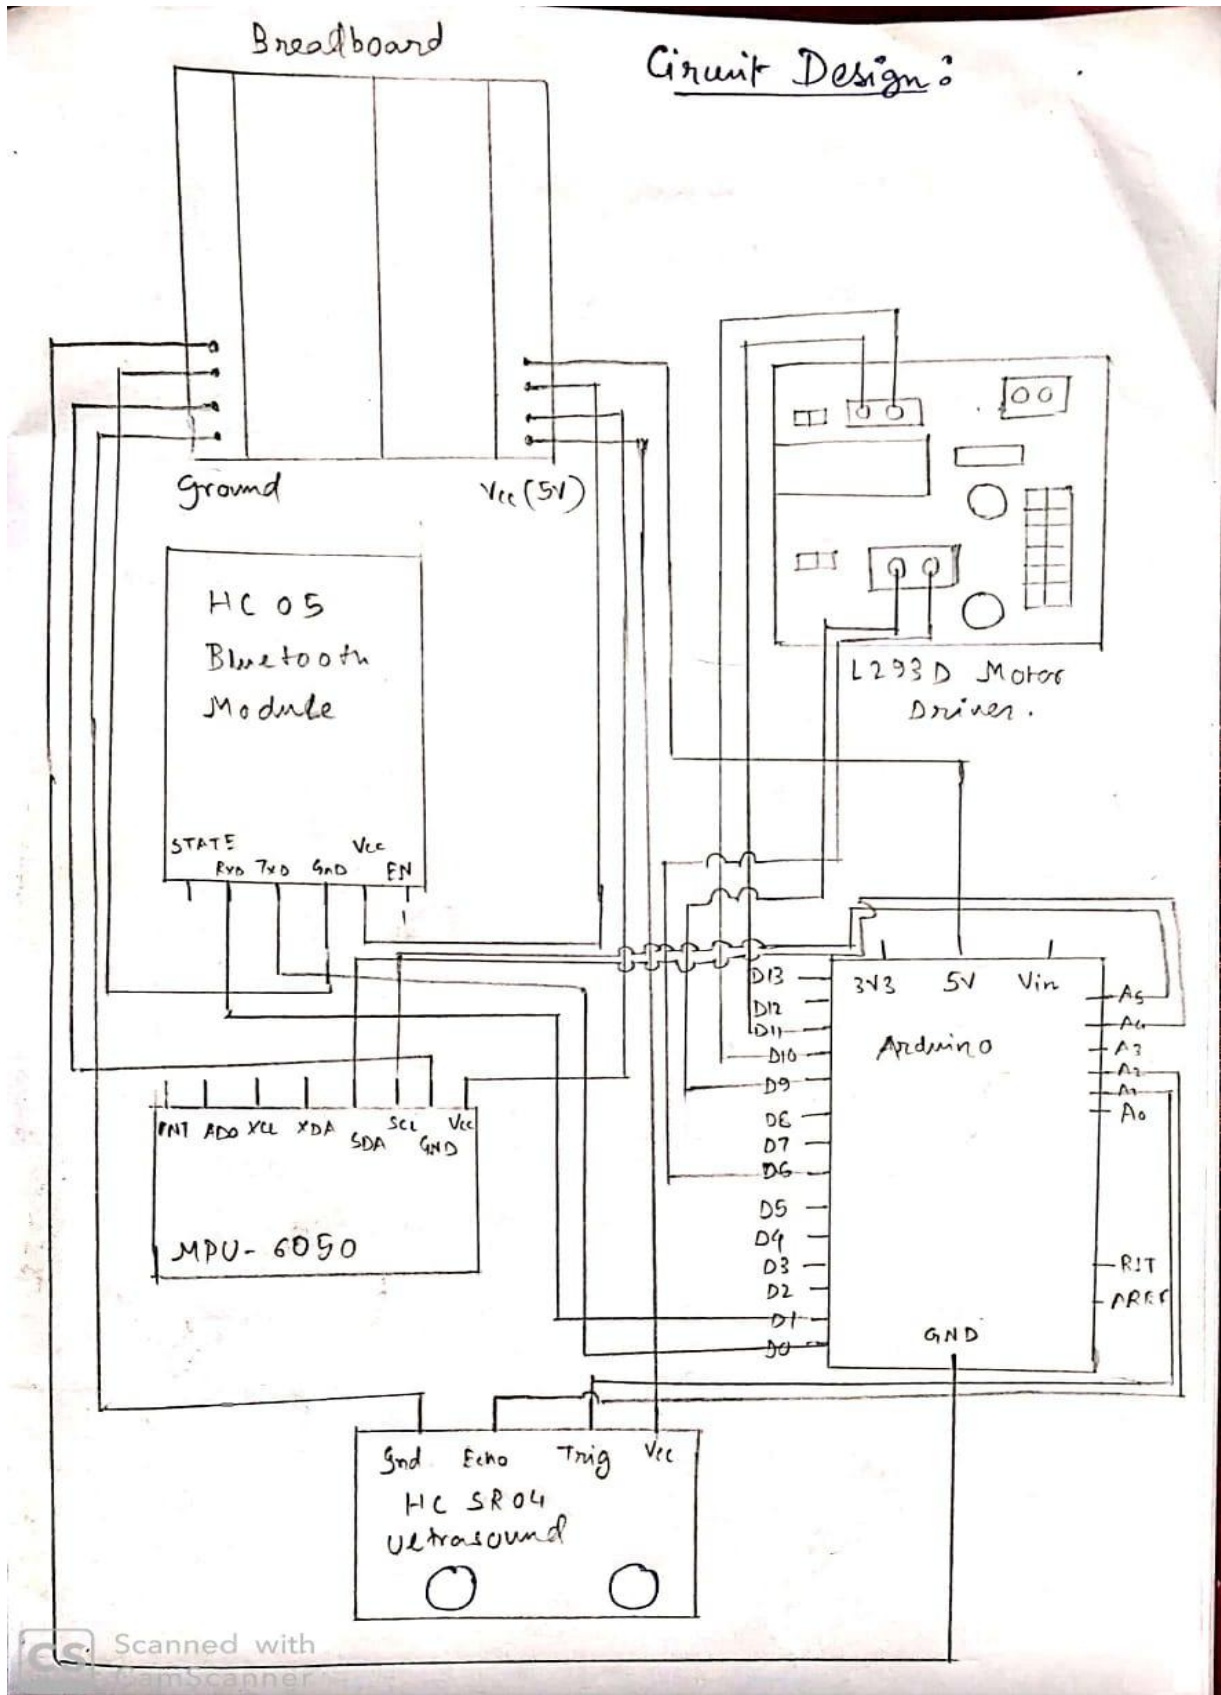 Breadboard
Circuit Design:
Ground
Vcc (5V)
HC 05
Bluetooth
Module
STATE
RxD TxD GnD Vcc EN
L293D Motor
Driver.
D13
D12
D11
D10
D9
D8
D7
D6
D5
D4
D3
D2
D1
D0
3V3 5V Vin
Arduino
A5
A4
A3
A2
A1
A0
RST
AREF
GND
INT ADO XCL XDA SDA SCL GND Vcc
MPU-6050
Gnd Echo Trig Vcc
HC SR04
Ultrasound
CS Scanned with
CamScanner